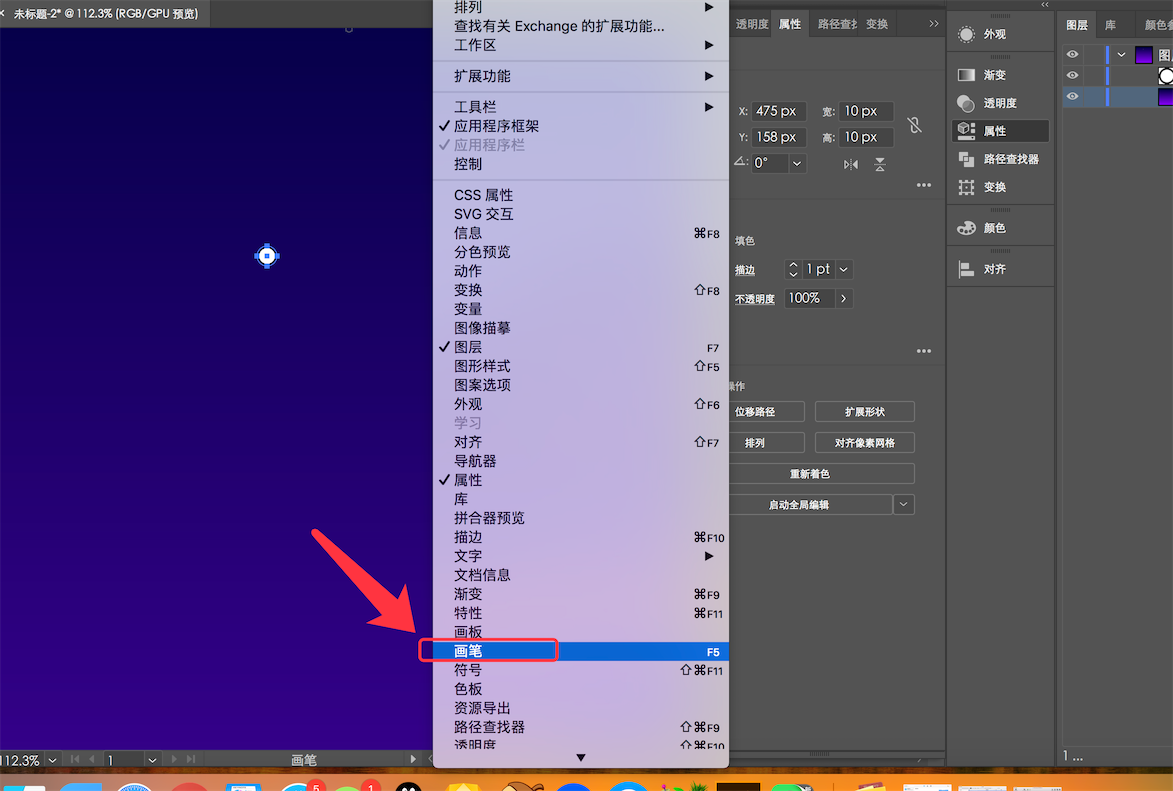 × 未标题-2* @ 112.3% (RGB/GPU 预览)
排列
查找有关 Exchange 的扩展功能...
工作区
扩展功能
工具栏
✓ 应用程序框架
✓ 应用程序栏
控制
CSS 属性
SVG 交互
信息 ⌘F8
分色预览
动作
变换 ⇧F8
变量
图像描摹
✓ 图层 F7
图形样式 ⇧F5
图案选项
外观 ⇧F6
学习
对齐 ⇧F7
导航器
✓ 属性
库
拼合器预览
描边 ⌘F10
文字
文档信息
渐变 ⌘F9
特性 ⌘F11
画板
画笔 F5
符号 ⇧⌘F11
色板
资源导出
路径查找器 ⇧⌘F9
透明度 ⇧⌘F10
透明度 属性 路径查找 变换
X: 475 px 宽: 10 px
Y: 158 px 高: 10 px
0°
填色
描边 1 pt
不透明度 100%
操作
位移路径 扩展形状
排列 对齐像素网格
重新着色
启动全局编辑
外观
渐变
透明度
属性
路径查找器
变换
颜色
对齐
图层 库 颜色参
图
1 ...
112.3% 1 画笔
5 1